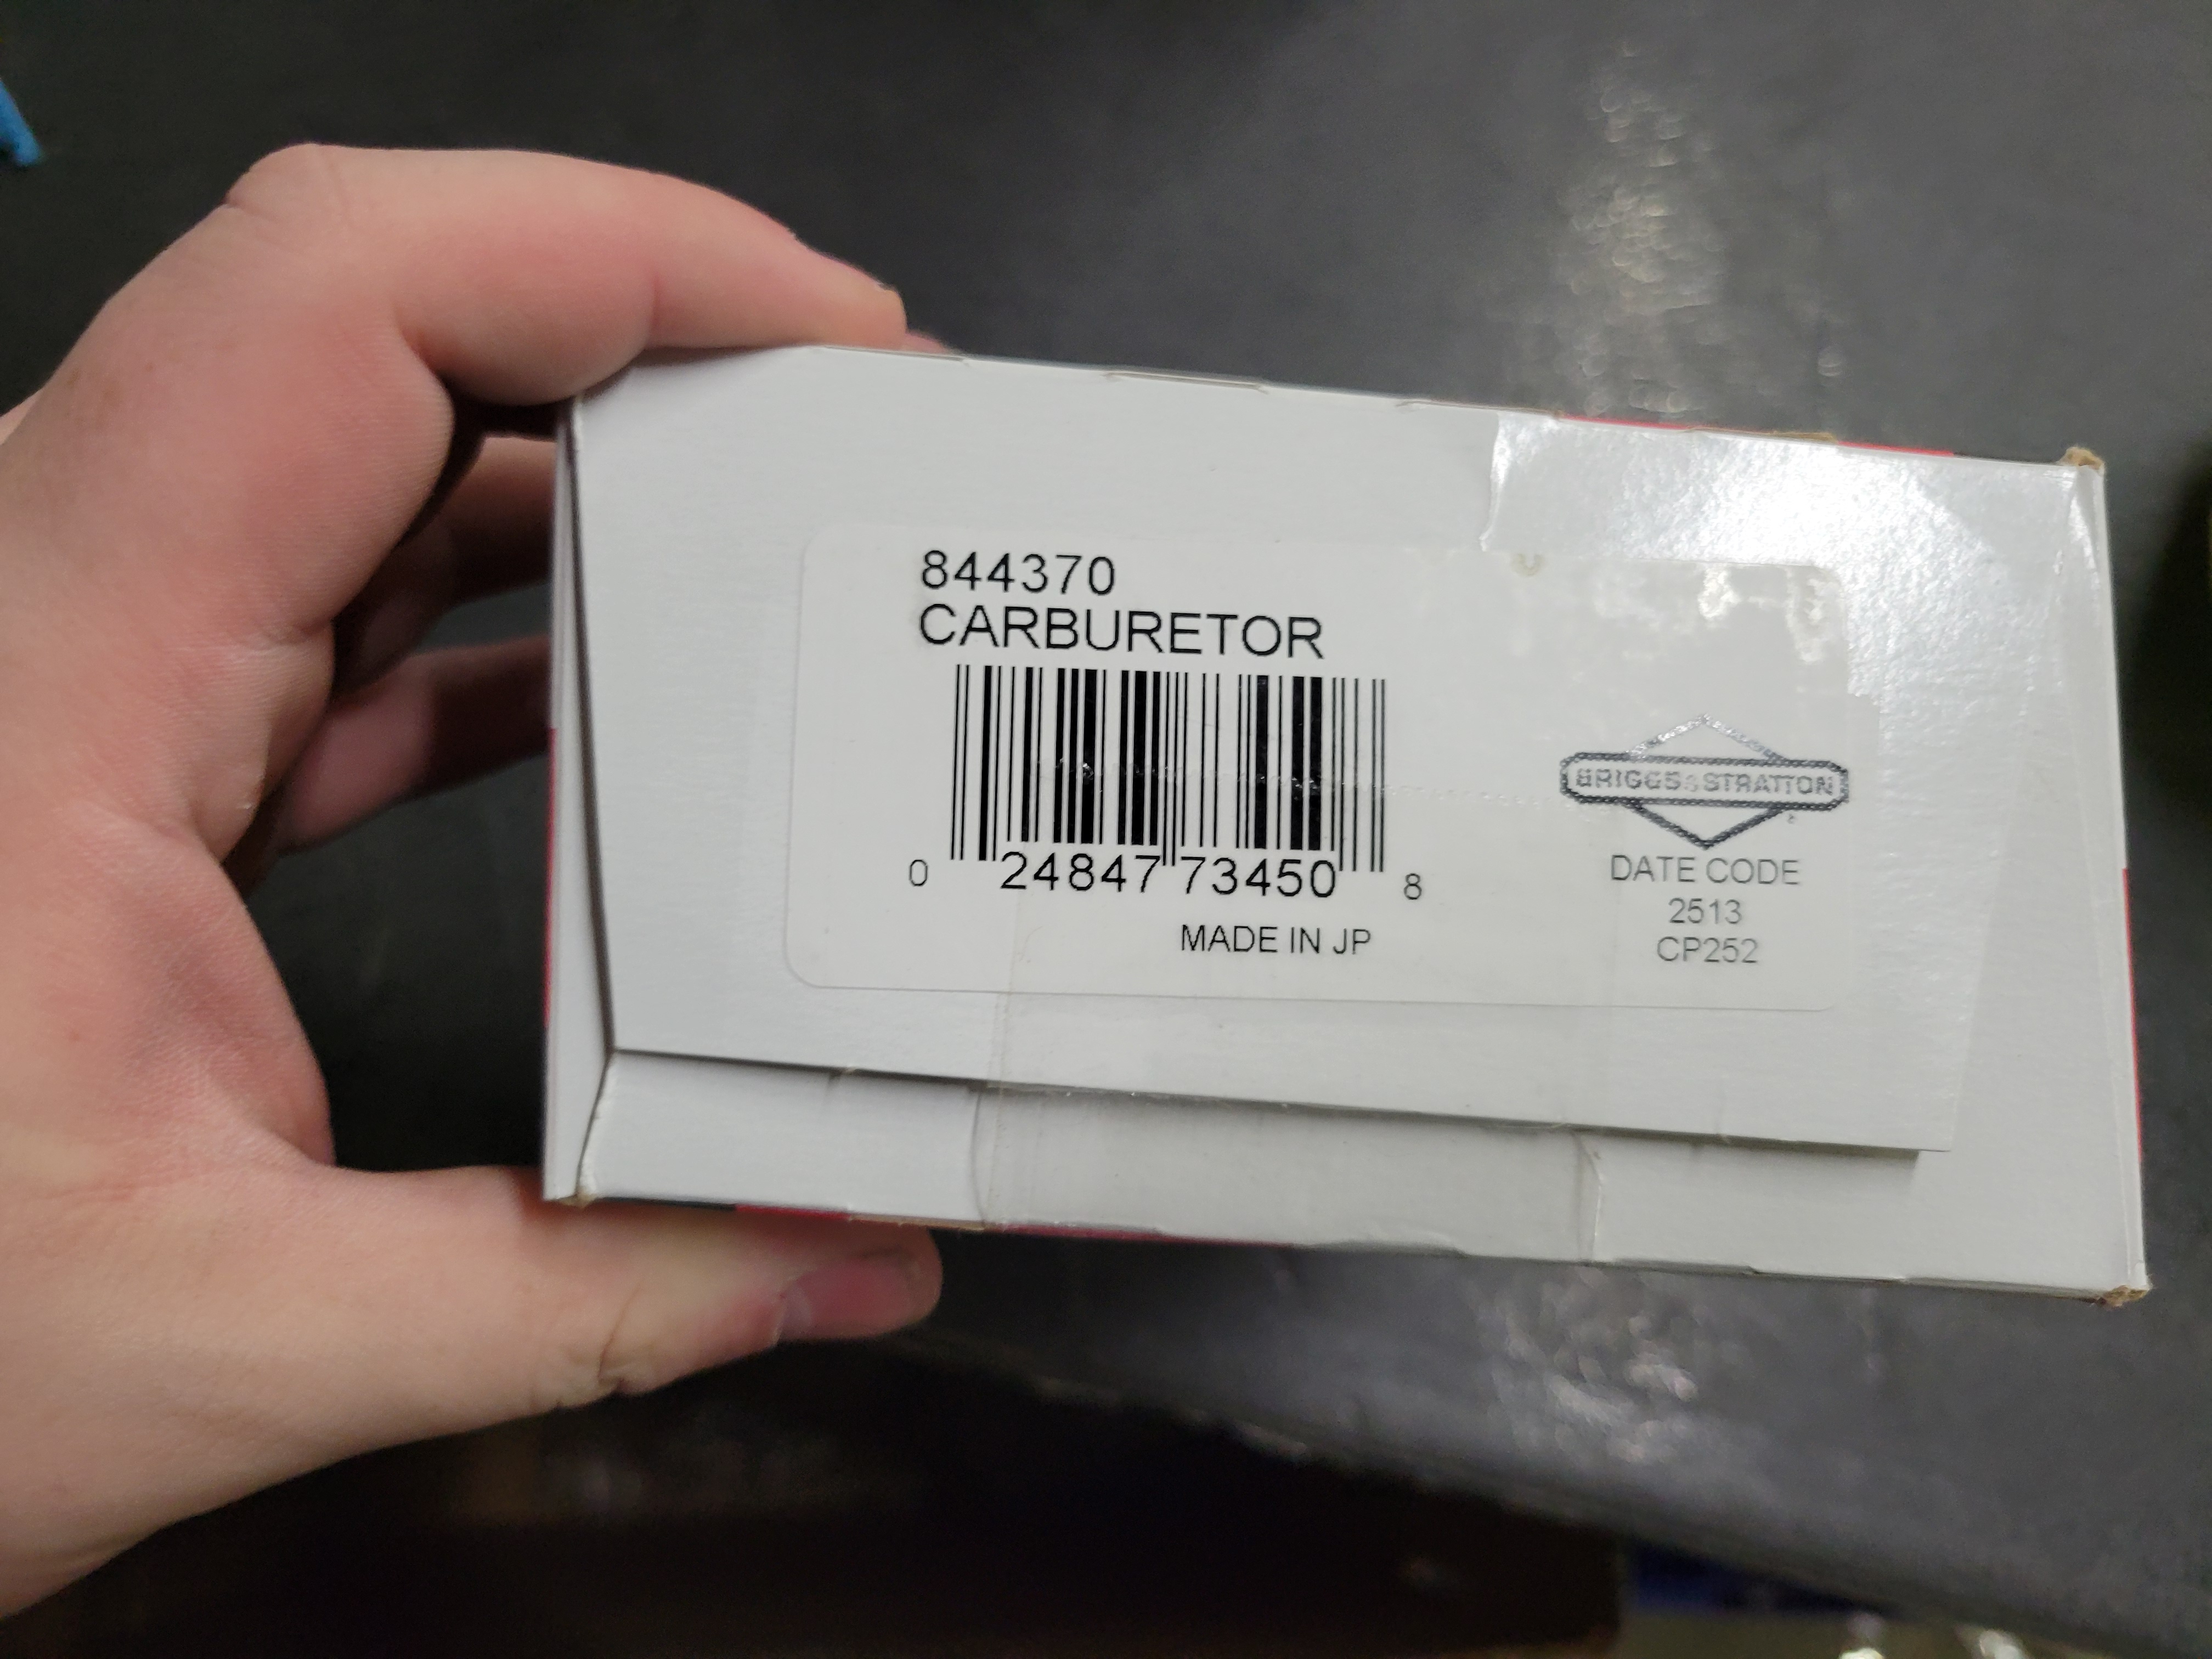 844370
CARBURETOR
0 24847 73450 8
MADE IN JP
BRIGGS & STRATTON
®
DATE CODE
2513
CP252